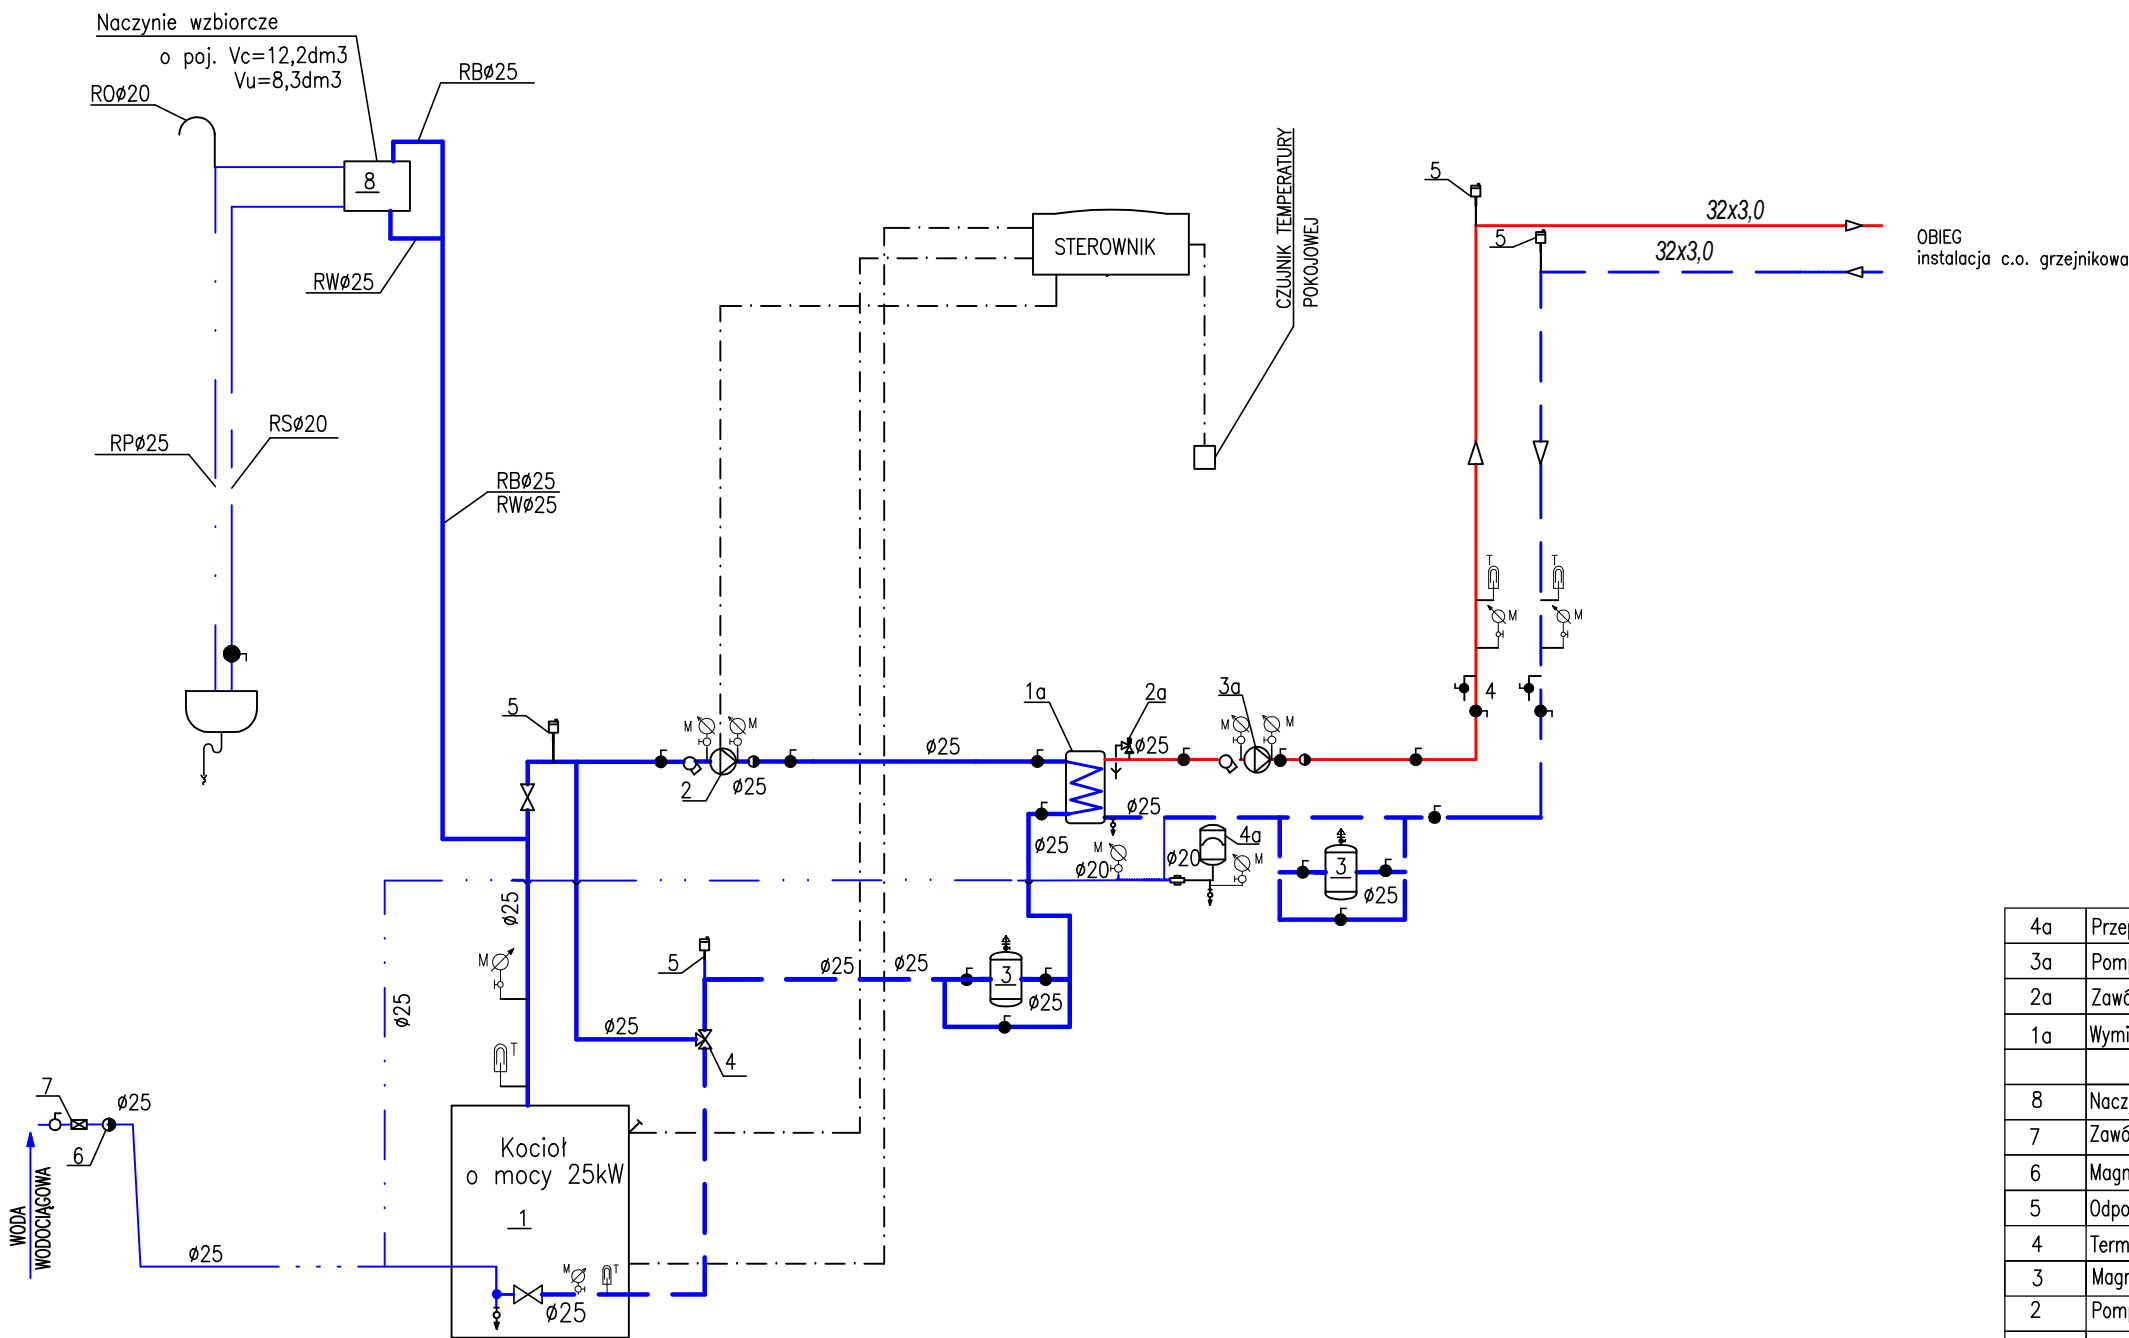 Naczynie wzbiorcze
o poj. Vc=12,2dm3
Vu=8,3dm3
ROø20
RBø25
8
RWø25
RPø25
RSø20
RBø25
RWø25
STEROWNIK
CZUJNIK TEMPERATURY
POKOJOWEJ
5
32x3,0
5
32x3,0
OBIEG
instalacja c.o. grzejnikowa
T
T
M
M
4
5
M
M
2
ø25
ø25
1a
2a
ø25
3a
M
M
ø25
ø25
M
ø20
ø20
4a
M
3
ø25
ø25
M
T
ø25
5
ø25
ø25
ø25
3
ø25
4
7
ø25
6
WODA
WODOCIĄGOWA
ø25
Kocioł
o mocy 25kW
1
M
T
ø25
4a
3a
2a
1a
8
7
6
5
4
3
2